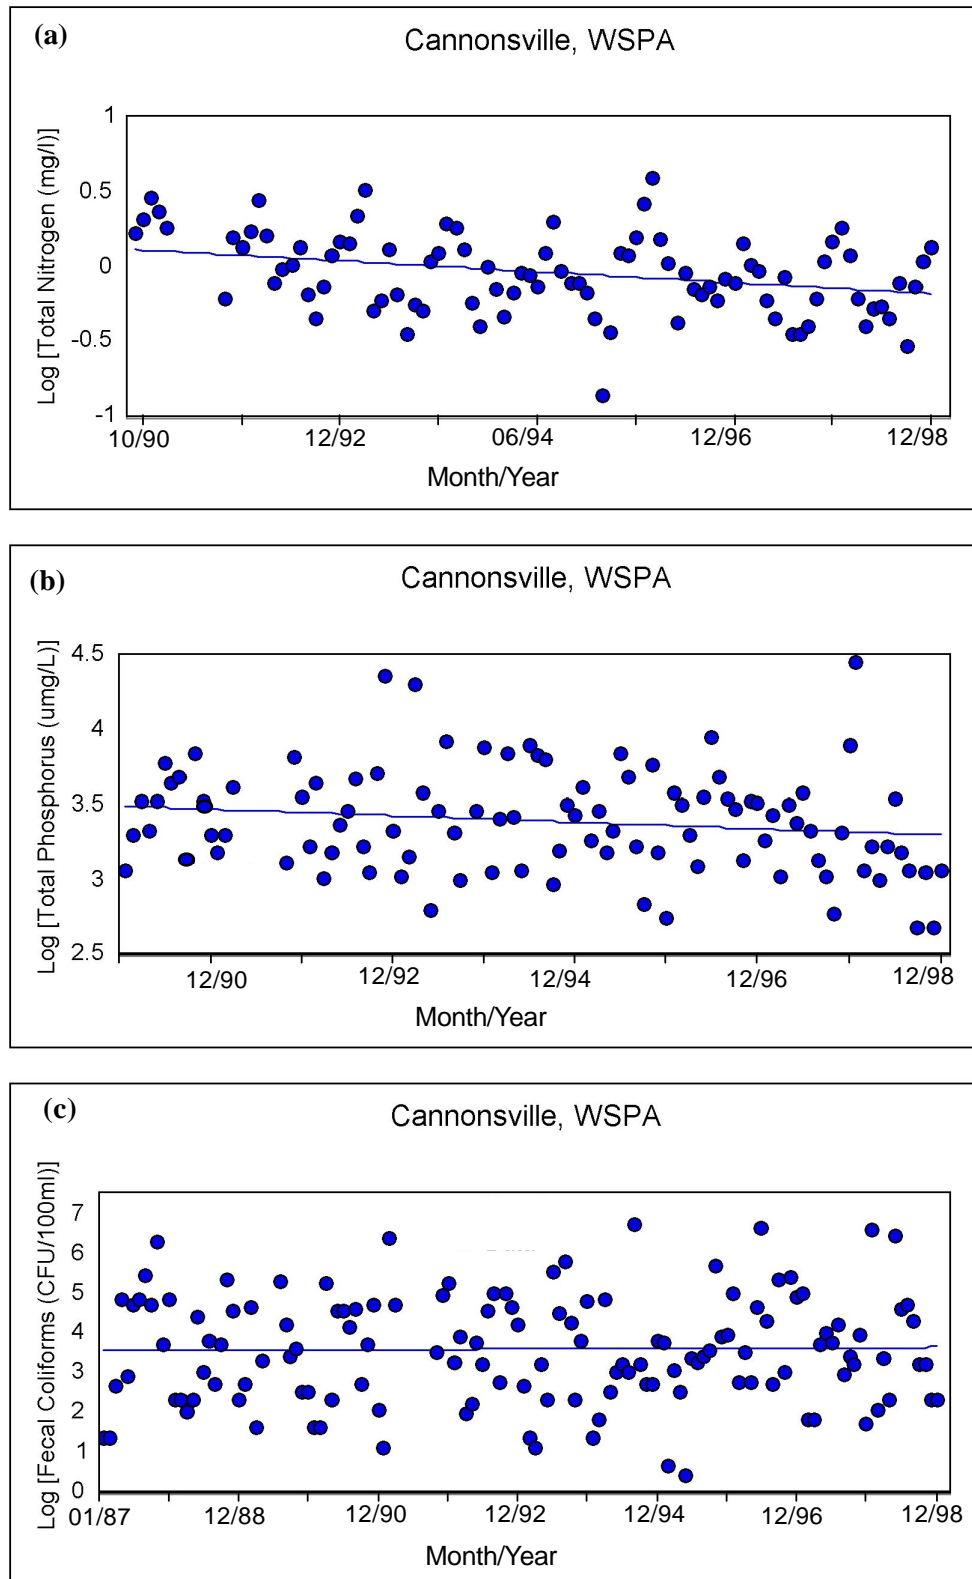 (a)
Cannonsville, WSPA
Log [Total Nitrogen (mg/l)]
1
0.5
0
-0.5
-1
10/90 12/92 06/94 12/96 12/98
Month/Year
(b)
Cannonsville, WSPA
Log [Total Phosphorus (umg/L)]
4.5
4
3.5
3
2.5
12/90 12/92 12/94 12/96 12/98
Month/Year
(c)
Cannonsville, WSPA
Log [Fecal Coliforms (CFU/100ml)]
7
6
5
4
3
2
1
0
01/87 12/88 12/90 12/92 12/94 12/96 12/98
Month/Year